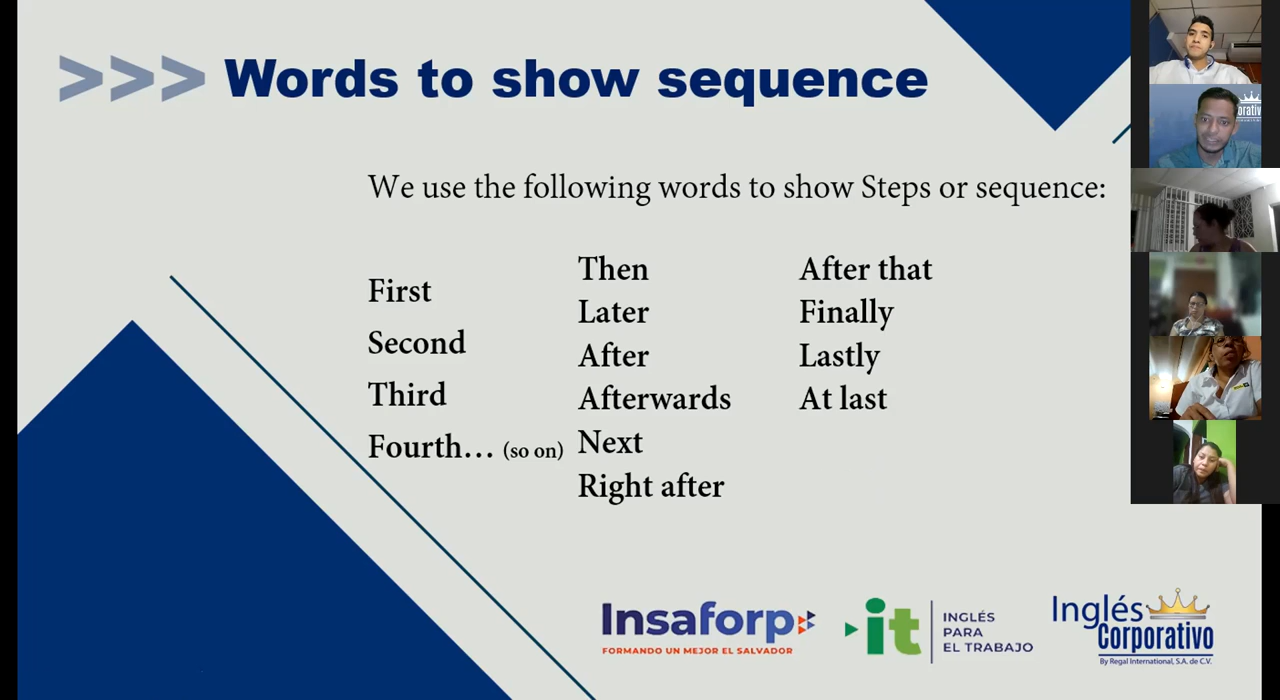 >>> Words to show sequence
We use the following words to show Steps or sequence:
First
Second
Third
Fourth... (so on)
Then
Later
After
Afterwards
Next
Right after
After that
Finally
Lastly
At last
Insaforp
FORMANDO UN MEJOR EL SALVADOR
it
INGLÉS
PARA
EL TRABAJO
Inglés
Corporativo
By Regal International, S.A. de C.V.
orativ